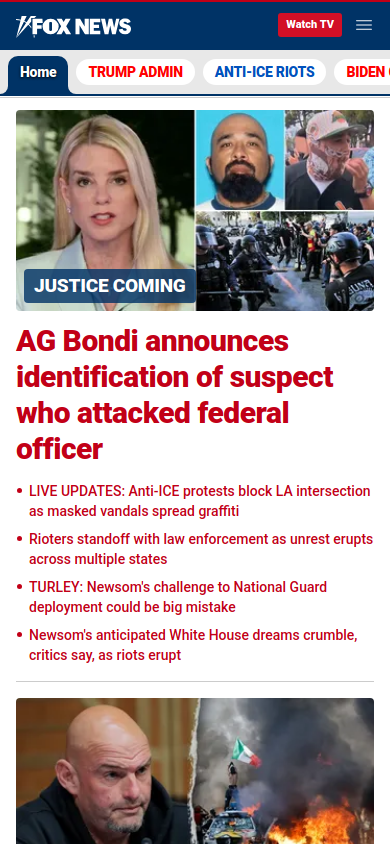 FOX NEWS
Watch TV
Home
TRUMP ADMIN
ANTI-ICE RIOTS
BIDEN
JUSTICE COMING
AG Bondi announces
identification of suspect
who attacked federal
officer
• LIVE UPDATES: Anti-ICE protests block LA intersection
as masked vandals spread graffiti
• Rioters standoff with law enforcement as unrest erupts
across multiple states
• TURLEY: Newsom's challenge to National Guard
deployment could be big mistake
• Newsom's anticipated White House dreams crumble,
critics say, as riots erupt